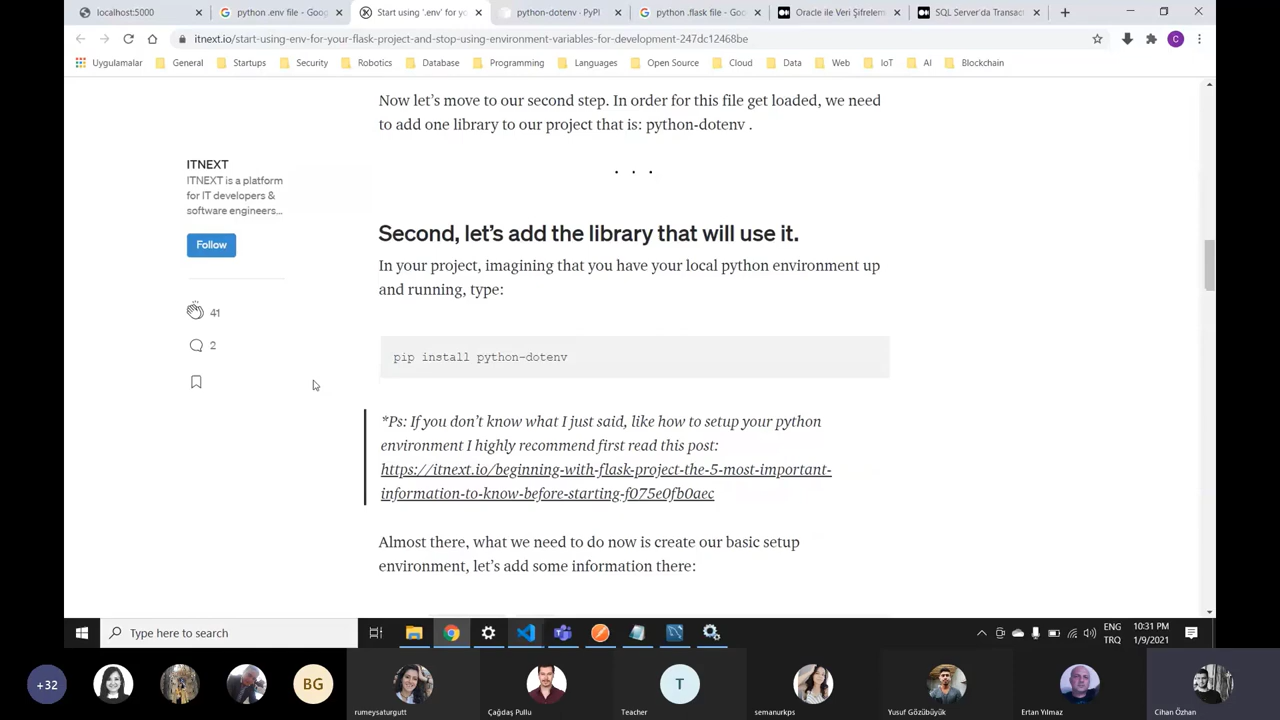 localhost:5000
python .env file - Goog
Start using '.env' for yo
python-dotenv · PyPI
python .flask file - Goo
Oracle ile Veri Şifrelem
SQL Server'da Transact
itnext.io/start-using-env-for-your-flask-project-and-stop-using-environment-variables-for-development-247dc12468be
C
Uygulamalar
General
Startups
Security
Robotics
Database
Programming
Languages
Open Source
Cloud
Data
Web
IoT
AI
Blockchain
Now let's move to our second step. In order for this file get loaded, we need
to add one library to our project that is: python-dotenv .
. . .
ITNEXT
ITNEXT is a platform
for IT developers &
software engineers...
Follow
41
2
Second, let's add the library that will use it.
In your project, imagining that you have your local python environment up
and running, type:
pip install python-dotenv
*Ps: If you don't know what I just said, like how to setup your python
environment I highly recommend first read this post:
https://itnext.io/beginning-with-flask-project-the-5-most-important-
information-to-know-before-starting-f075e0fb0aec
Almost there, what we need to do now is create our basic setup
environment, let's add some information there:
Type here to search
ENG
TRQ
10:31 PM
1/9/2021
+32
BG
rumeysaturgutt
Çağdaş Pullu
T
Teacher
semanurkps
Yusuf Gözübüyük
Ertan Yılmaz
Cihan Özhan